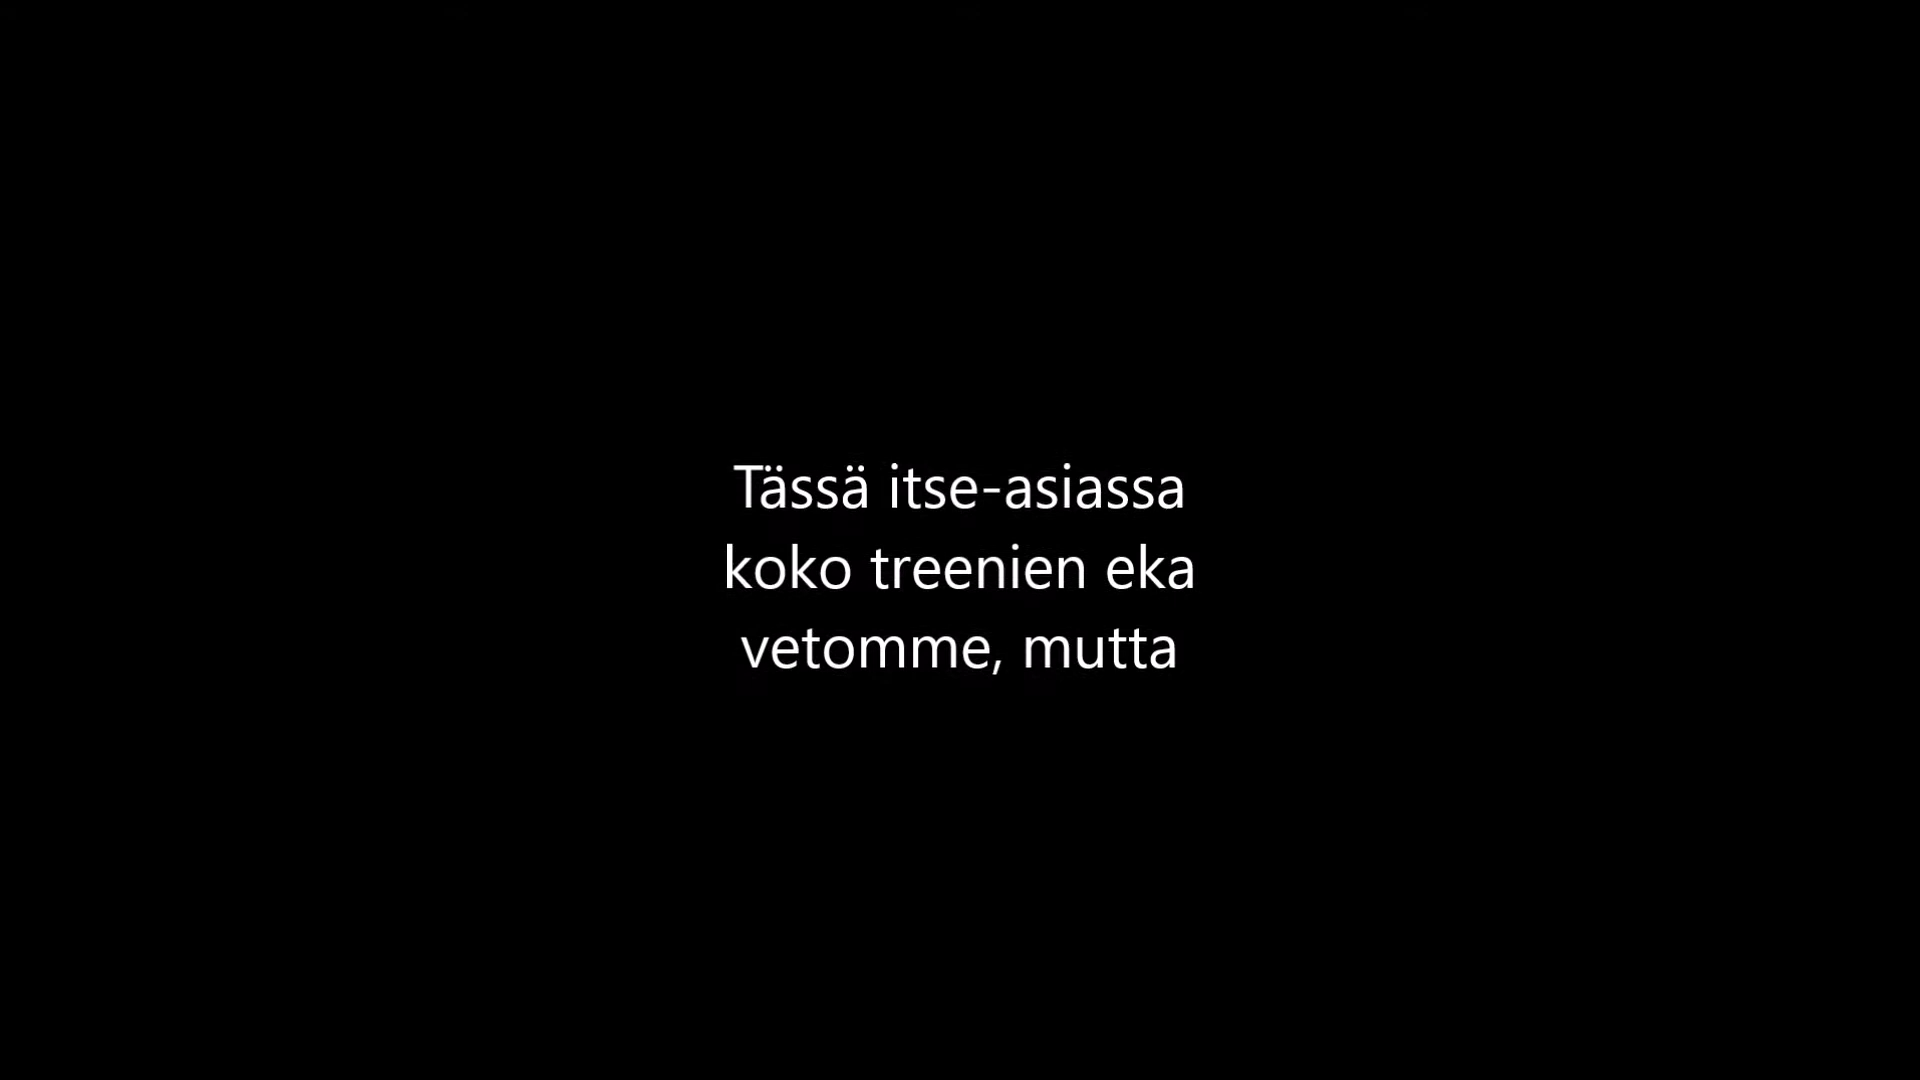 Tässä itse-asiassa
koko treenien eka
vetomme, mutta